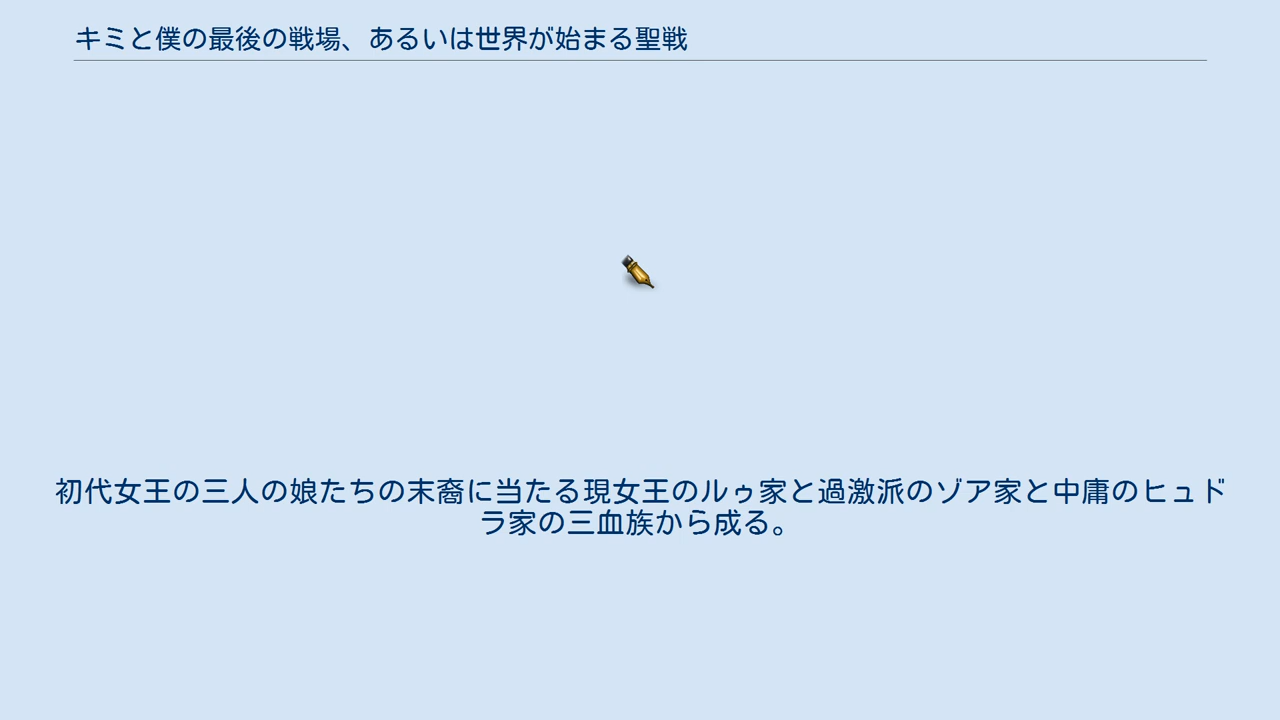 キミと僕の最後の戦場、あるいは世界が始まる聖戦
初代女王の三人の娘たちの末裔に当たる現女王のルゥ家と過激派のゾア家と中庸のヒュド
ラ家の三血族から成る。